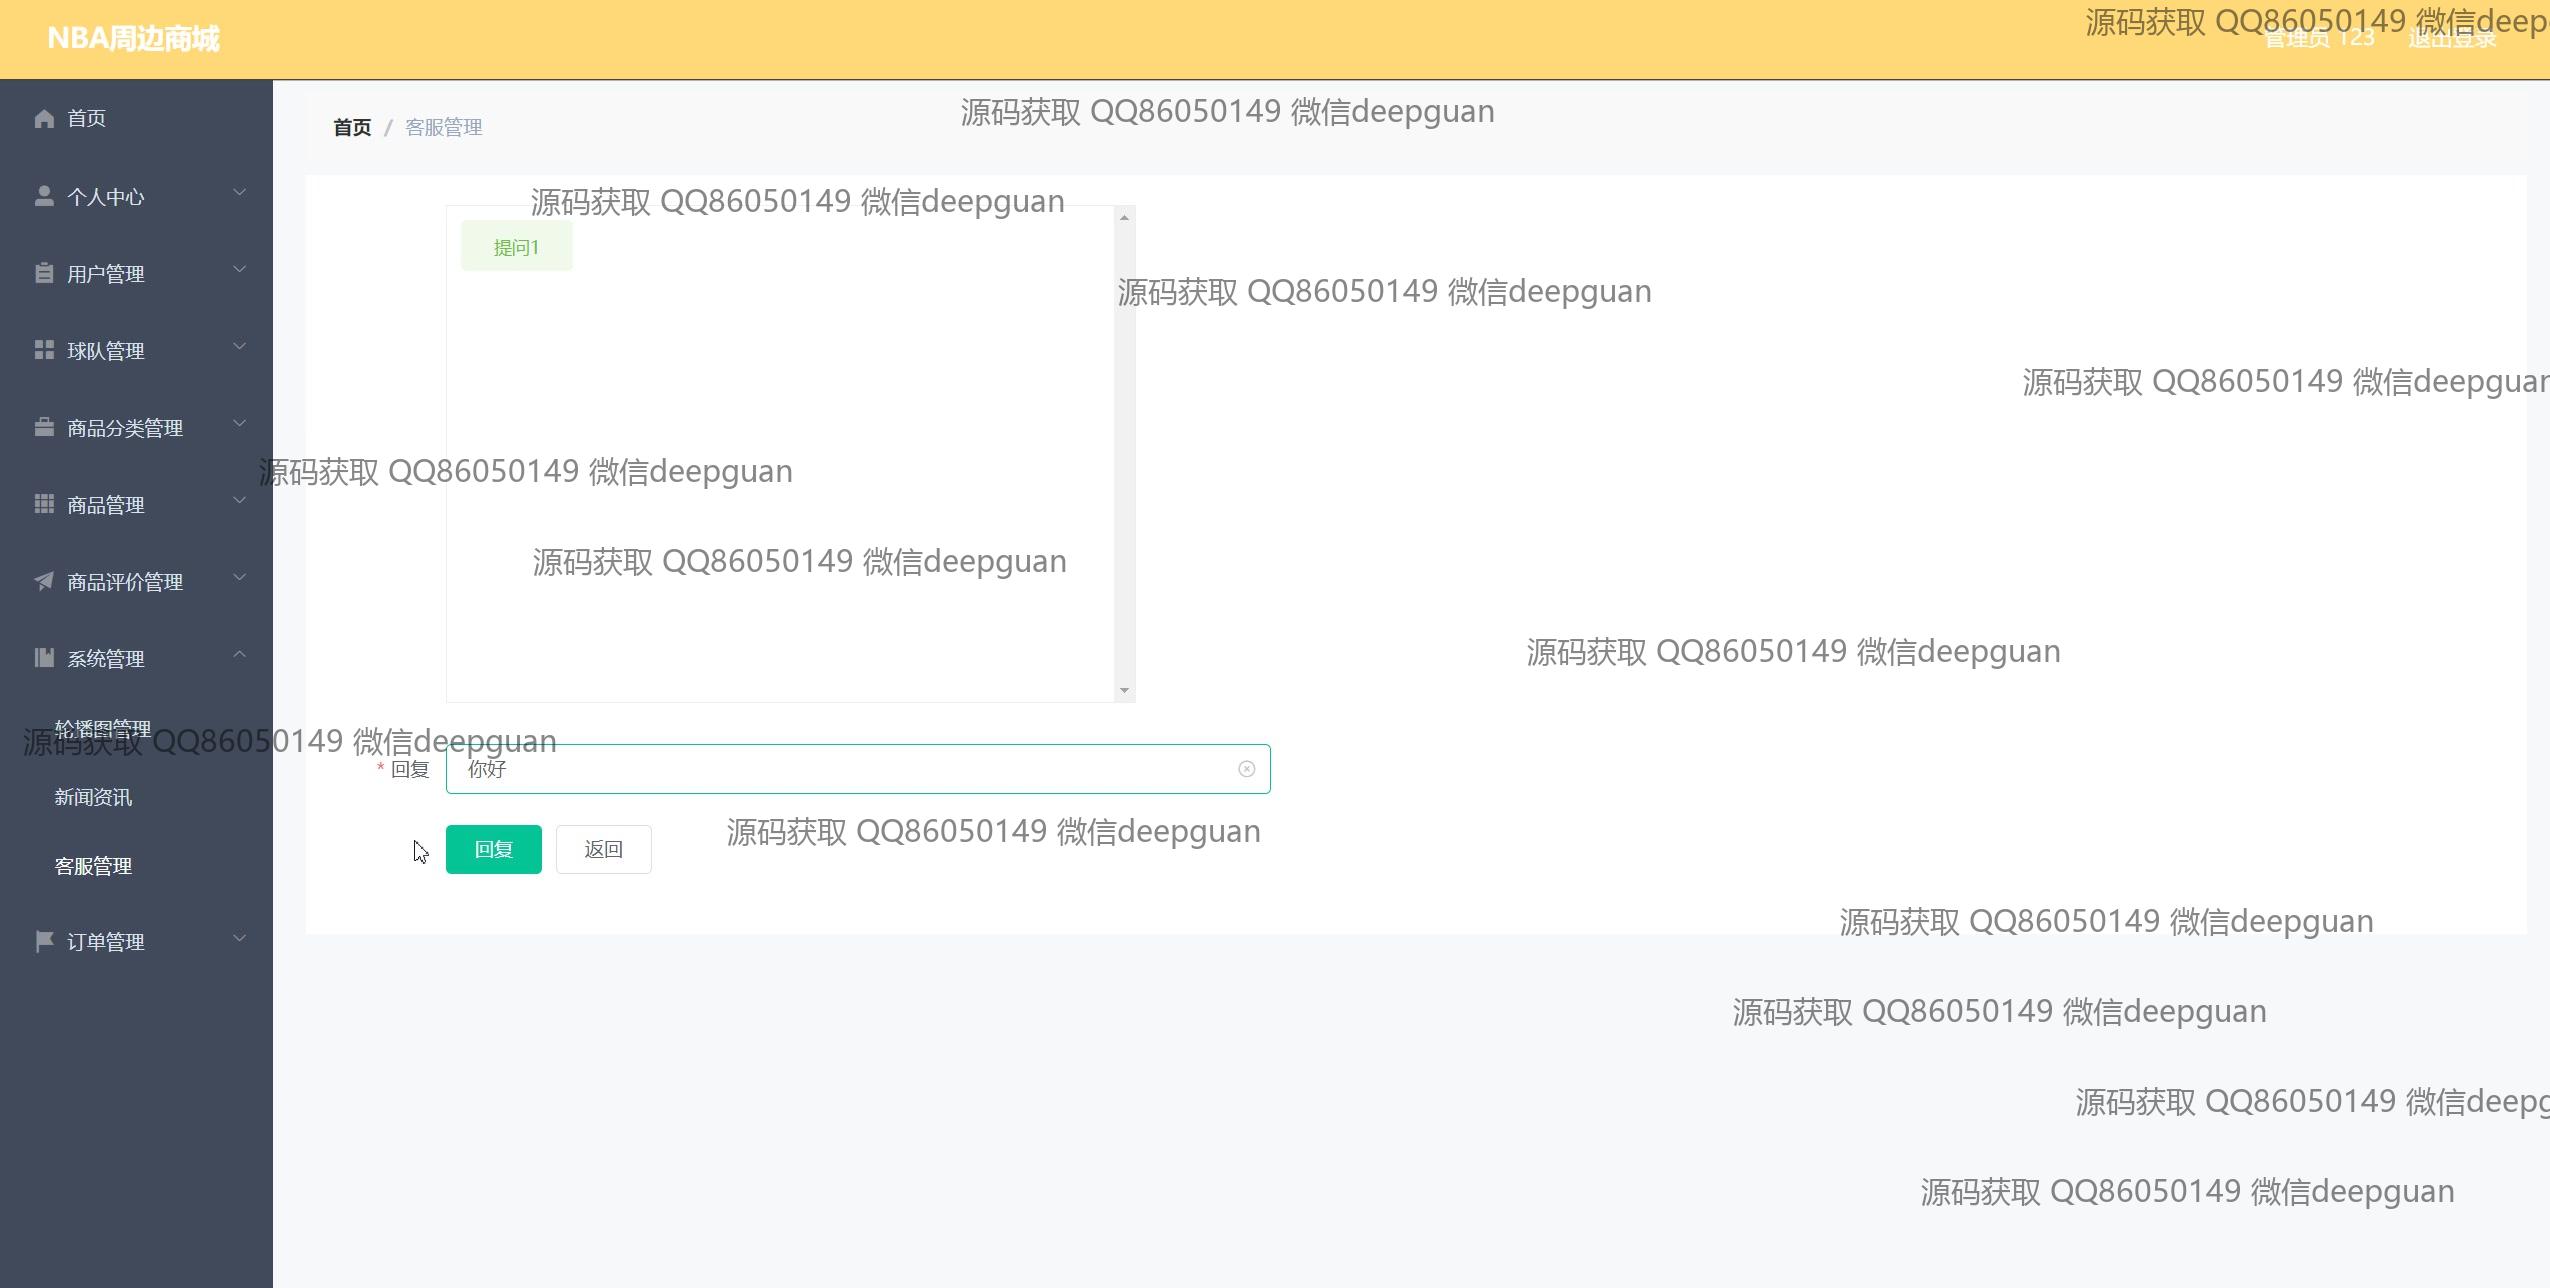 NBA周边商城
源码获取 QQ86050149 微信deep
管理员 123
退出登录
首页
源码获取 QQ86050149 微信deepguan
首页 / 客服管理
个人中心
源码获取 QQ86050149 微信deepguan
提问1
用户管理
源码获取 QQ86050149 微信deepguan
球队管理
源码获取 QQ86050149 微信deepguan
商品分类管理
源码获取 QQ86050149 微信deepguan
商品管理
源码获取 QQ86050149 微信deepguan
商品评价管理
系统管理
源码获取 QQ86050149 微信deepguan
轮播图管理
源码获取 QQ86050149 微信deepguan
* 回复 你好
新闻资讯
源码获取 QQ86050149 微信deepguan
回复 返回
客服管理
源码获取 QQ86050149 微信deepguan
订单管理
源码获取 QQ86050149 微信deepguan
源码获取 QQ86050149 微信deepg
源码获取 QQ86050149 微信deepguan